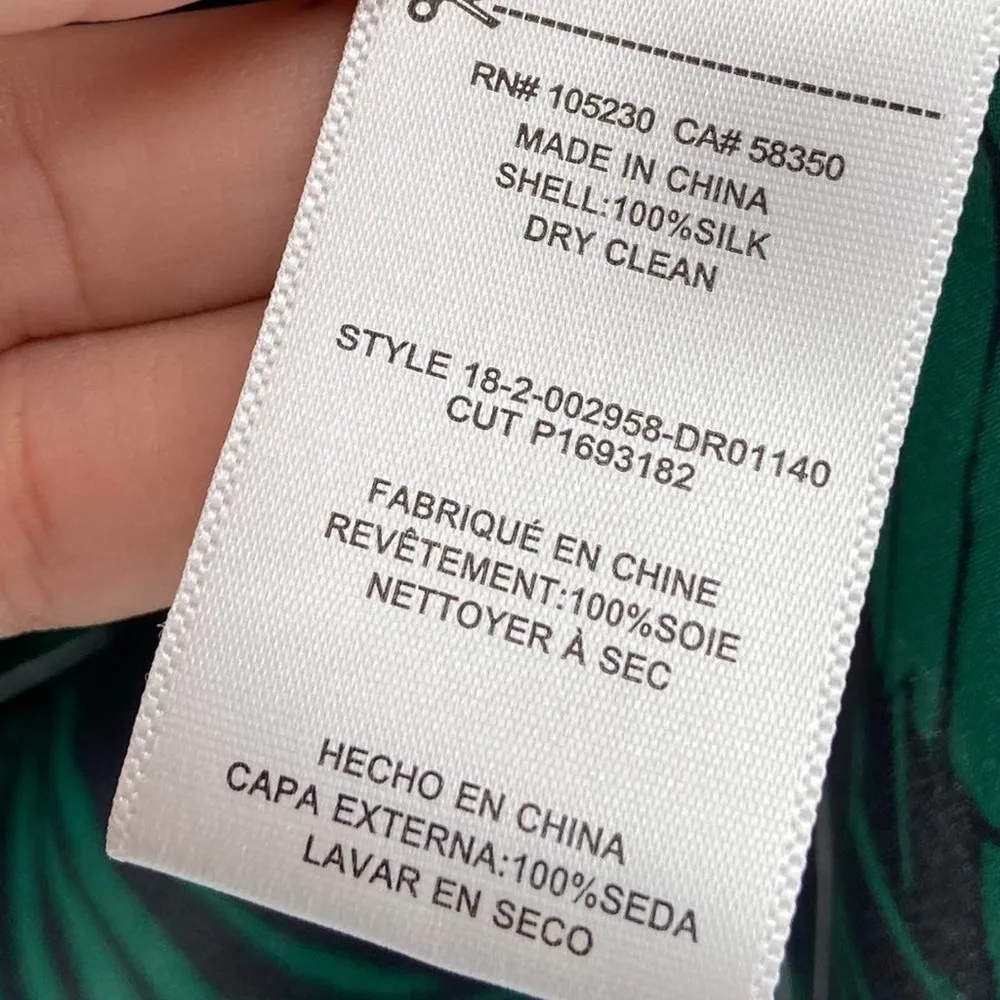 RN# 105230 CA# 58350
MADE IN CHINA
SHELL:100%SILK
DRY CLEAN
STYLE 18-2-002958-DR01140
CUT P1693182
FABRIQUÉ EN CHINE
REVÊTEMENT:100%SOIE
NETTOYER À SEC
HECHO EN CHINA
CAPA EXTERNA:100%SEDA
LAVAR EN SECO